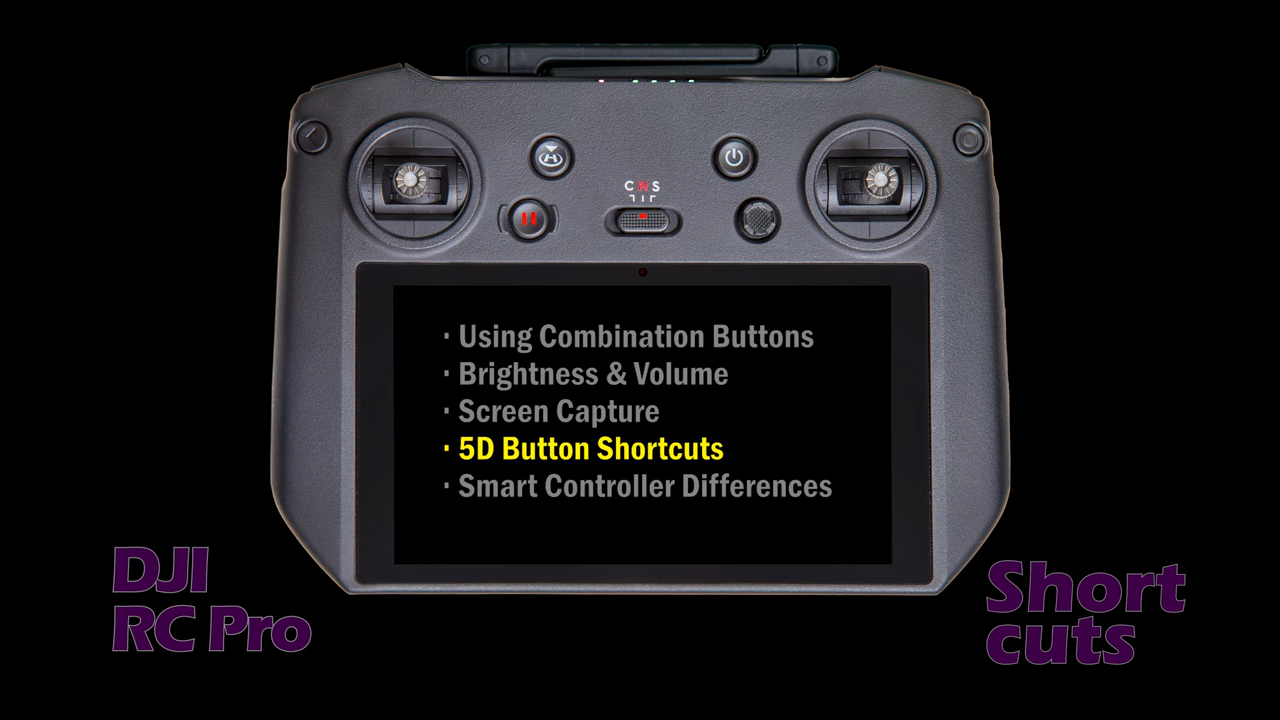 C N S
· Using Combination Buttons
· Brightness & Volume
· Screen Capture
· 5D Button Shortcuts
· Smart Controller Differences
DJI
RC Pro
Short
cuts